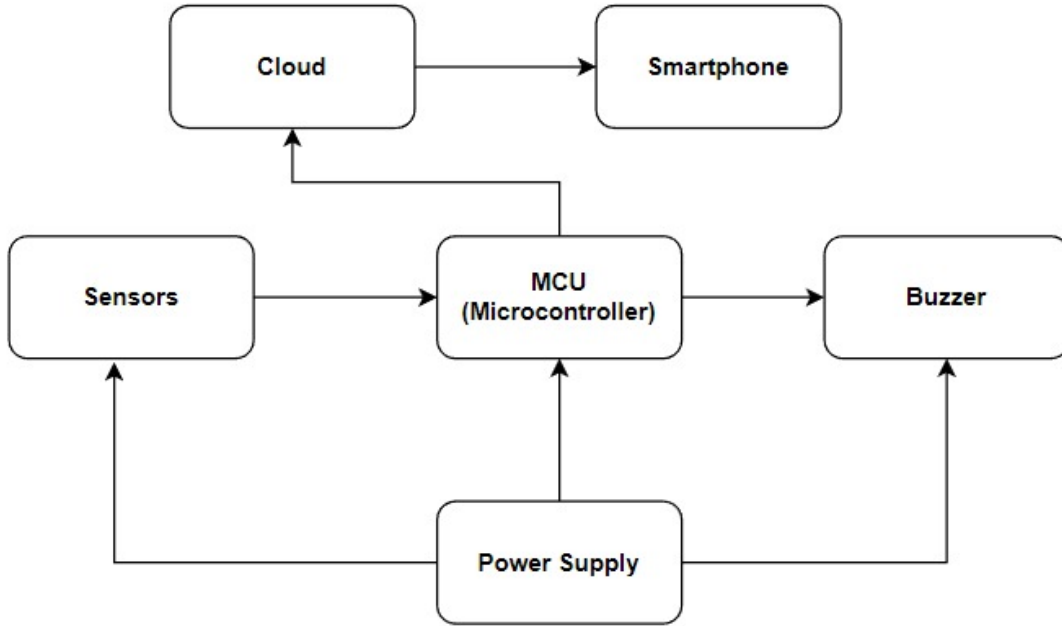 Cloud
Smartphone
Sensors
MCU
(Microcontroller)
Buzzer
Power Supply